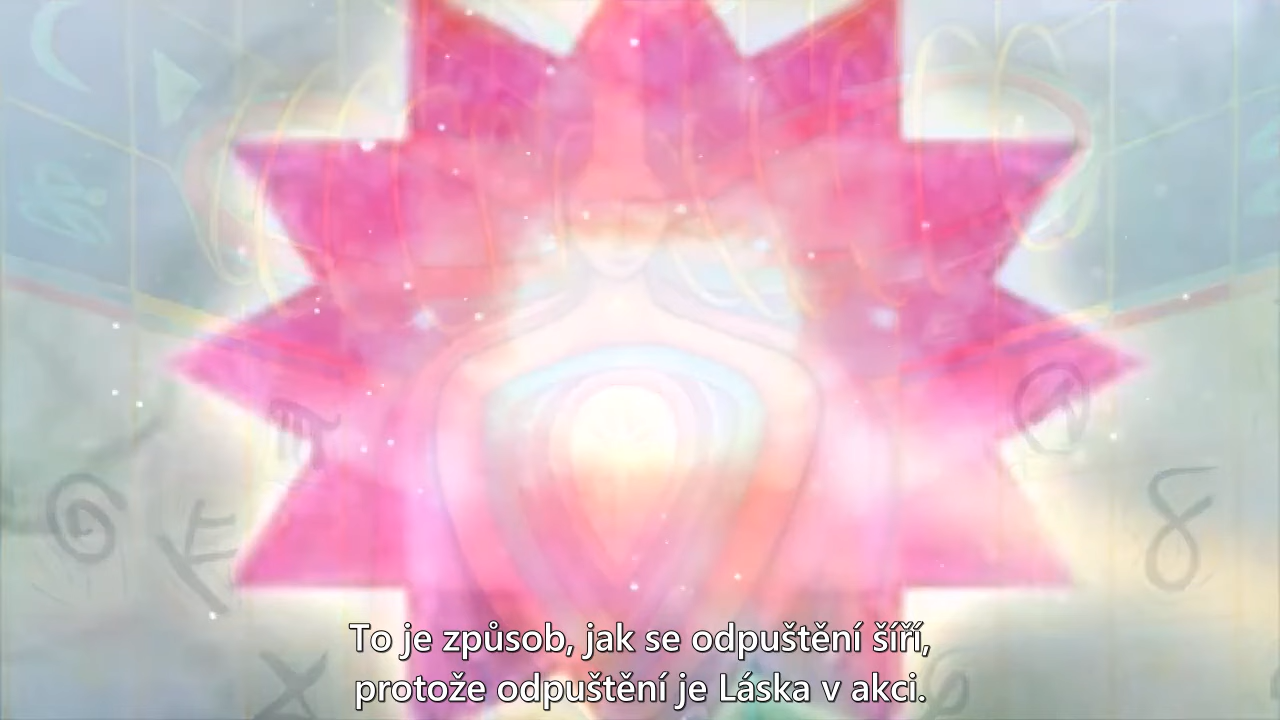 To je způsob, jak se odpuštění šíří,
protože odpuštění je Láska v akci.